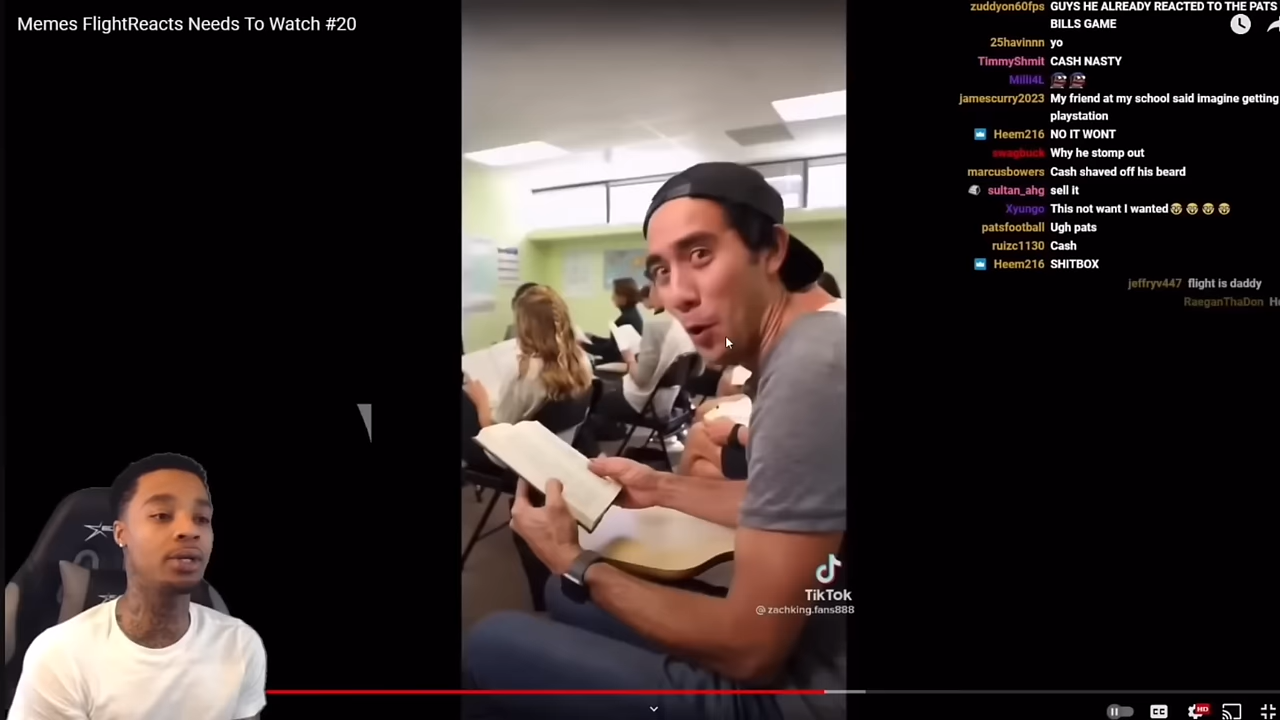 Memes FlightReacts Needs To Watch #20
zuddyon60fps GUYS HE ALREADY REACTED TO THE PATS
BILLS GAME
25havinnn yo
TimmyShmit CASH NASTY
Milli4L
jamescurry2023 My friend at my school said imagine getting
playstation
Heem216 NO IT WONT
swagbuck Why he stomp out
marcusbowers Cash shaved off his beard
sultan_ahg sell it
Xyungo This not want I wanted
patsfootball Ugh pats
ruizc1130 Cash
Heem216 SHITBOX
jeffryv447 flight is daddy
RaeganThaDon
TikTok
@zachking.fans888
CC
HD